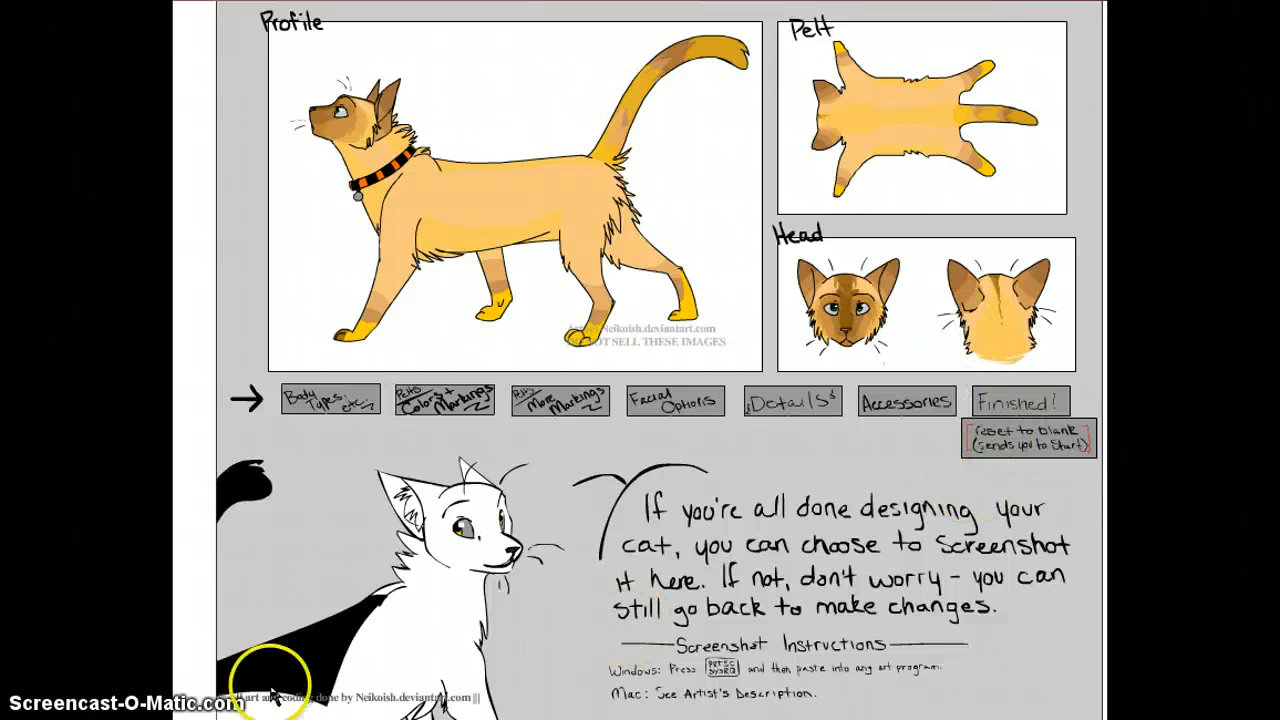 Profile
Pelt
Head
Neikoish.deviantart.com
NOT SELL THESE IMAGES
Body Types, etc
Pelts Colors + Markings
Pelts More Markings
Facial Options
Details
Accessories
Finished!
[reset to blank
(sends you to Start)]
If you're all done designing your
cat, you can choose to screenshot
it here. If not, don't worry - you can
still go back to make changes.
Screenshot Instructions
Windows: Press PRT SC SYSRQ and then paste into any art program.
Mac: See Artist's Description.
art and coding done by Neikoish.deviantart.com ||
Screencast-O-Matic.com